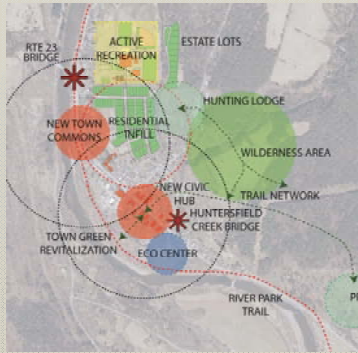 RTE 23
BRIDGE
ACTIVE
RECREATION
ESTATE LOTS
HUNTING LODGE
NEW TOWN
COMMONS
RESIDENTIAL
INFILL
WILDERNESS AREA
NEW CIVIC
HUB
TRAIL NETWORK
HUNTERSFIELD
CREEK BRIDGE
TOWN GREEN
REVITALIZATION
ECO CENTER
RIVER PARK
TRAIL